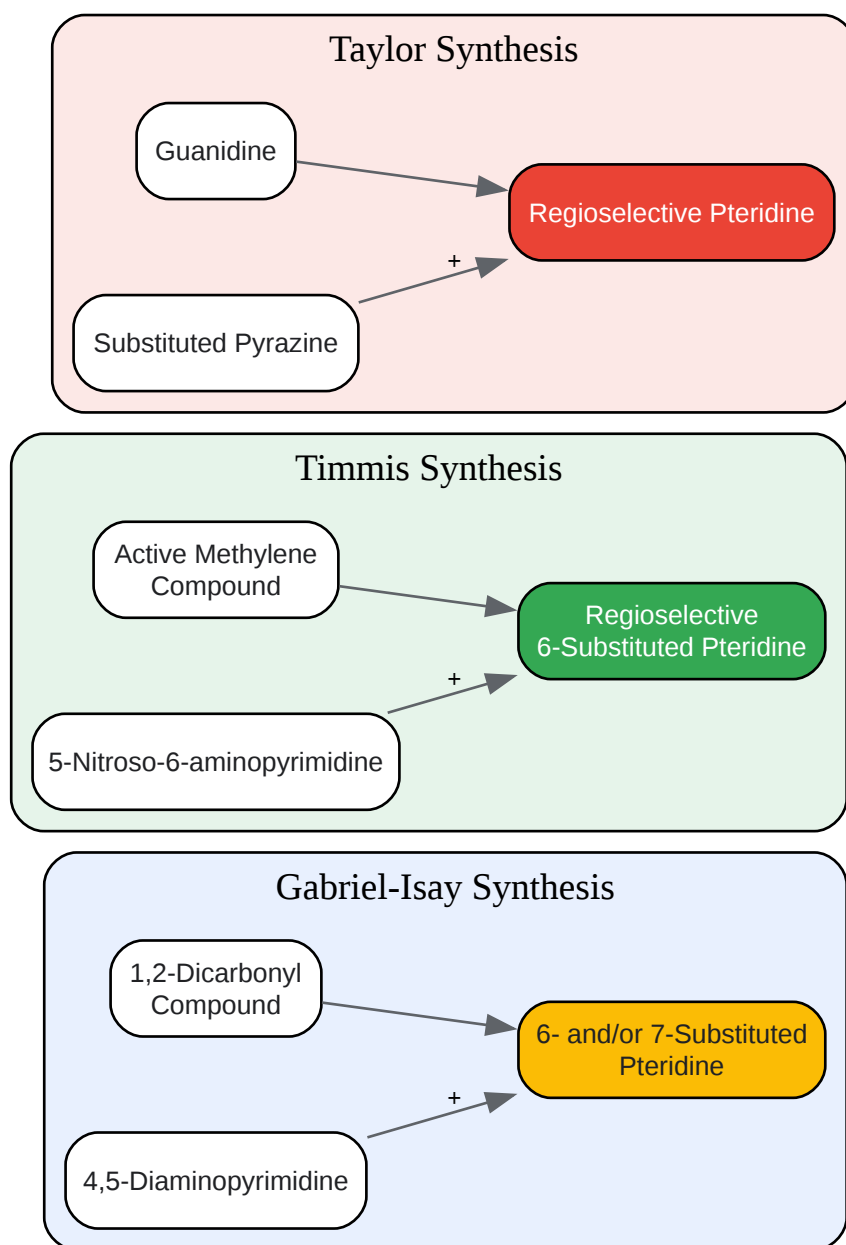 Taylor Synthesis
Guanidine
Regioselective Pteridine
+
Substituted Pyrazine
Timmis Synthesis
Active Methylene
Compound
Regioselective
6-Substituted Pteridine
+
5-Nitroso-6-aminopyrimidine
Gabriel-Isay Synthesis
1,2-Dicarbonyl
Compound
6- and/or 7-Substituted
Pteridine
+
4,5-Diaminopyrimidine